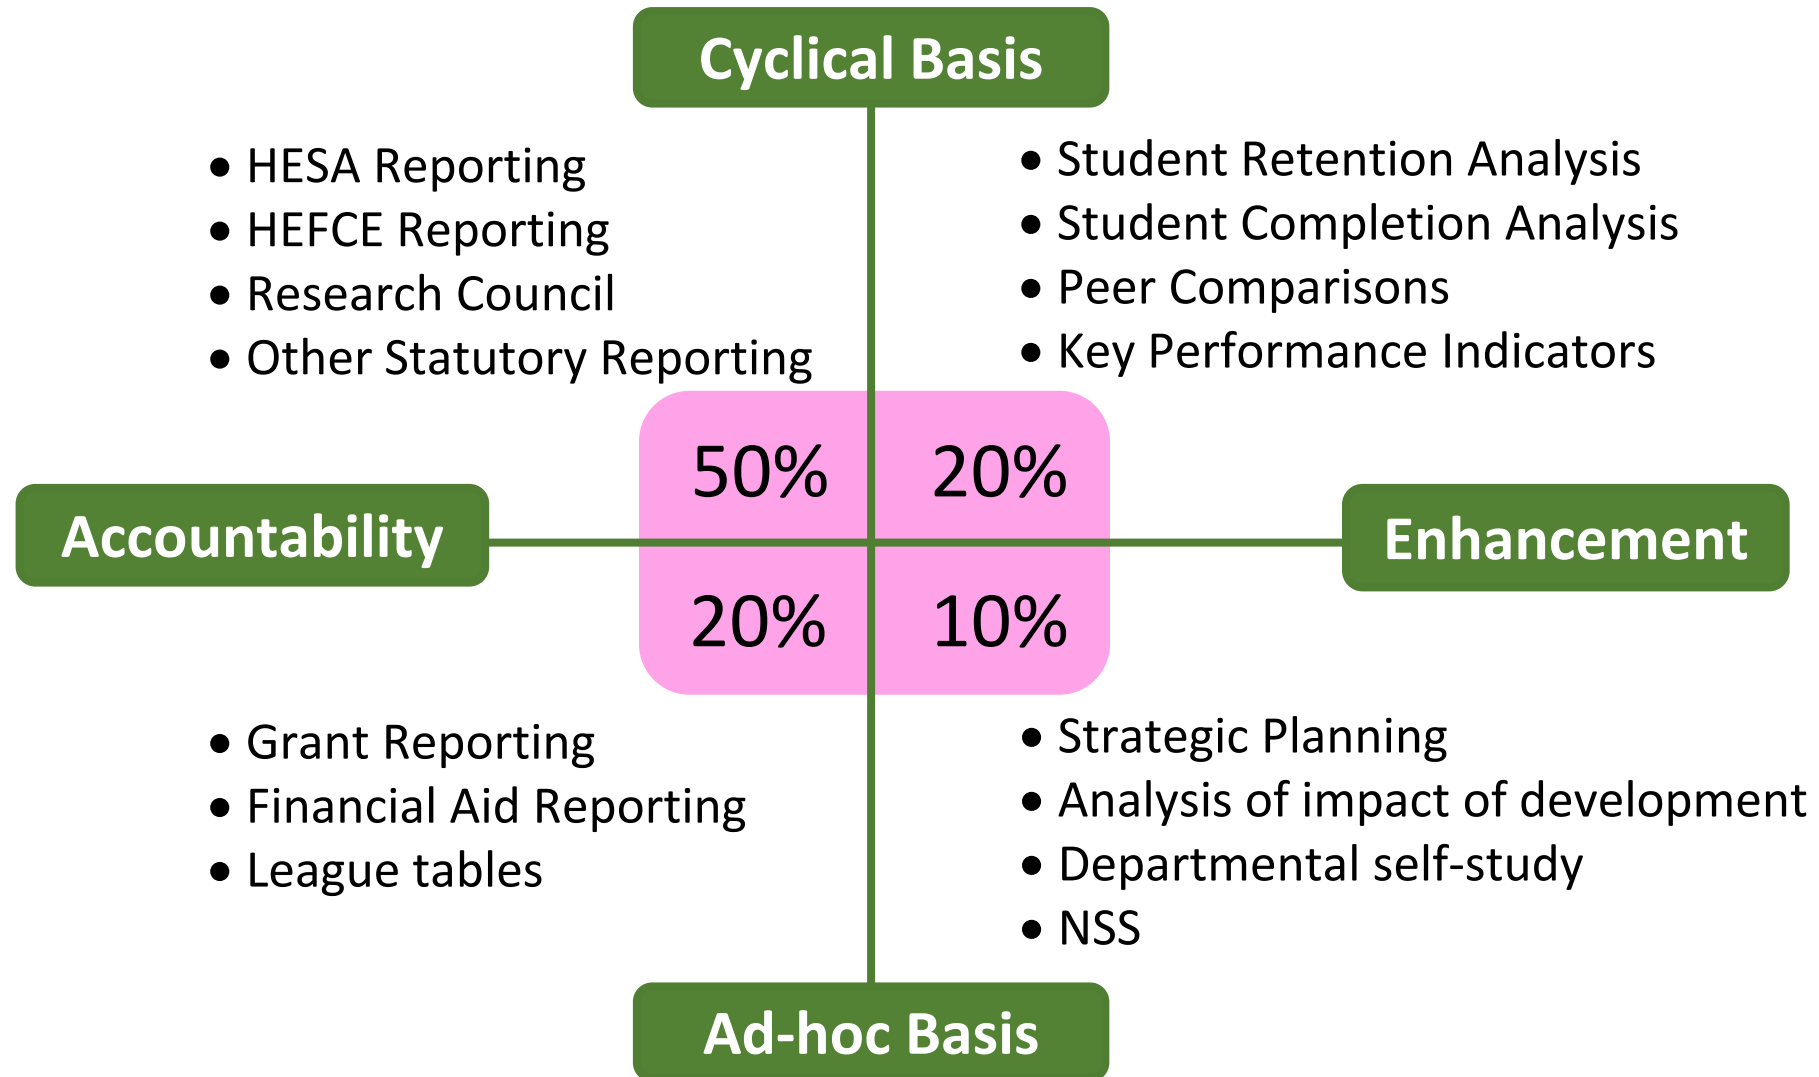 Cyclical Basis
• HESA Reporting
• HEFCE Reporting
• Research Council
• Other Statutory Reporting
• Student Retention Analysis
• Student Completion Analysis
• Peer Comparisons
• Key Performance Indicators
50%
20%
Accountability
Enhancement
20%
10%
• Grant Reporting
• Financial Aid Reporting
• League tables
• Strategic Planning
• Analysis of impact of development
• Departmental self-study
• NSS
Ad-hoc Basis